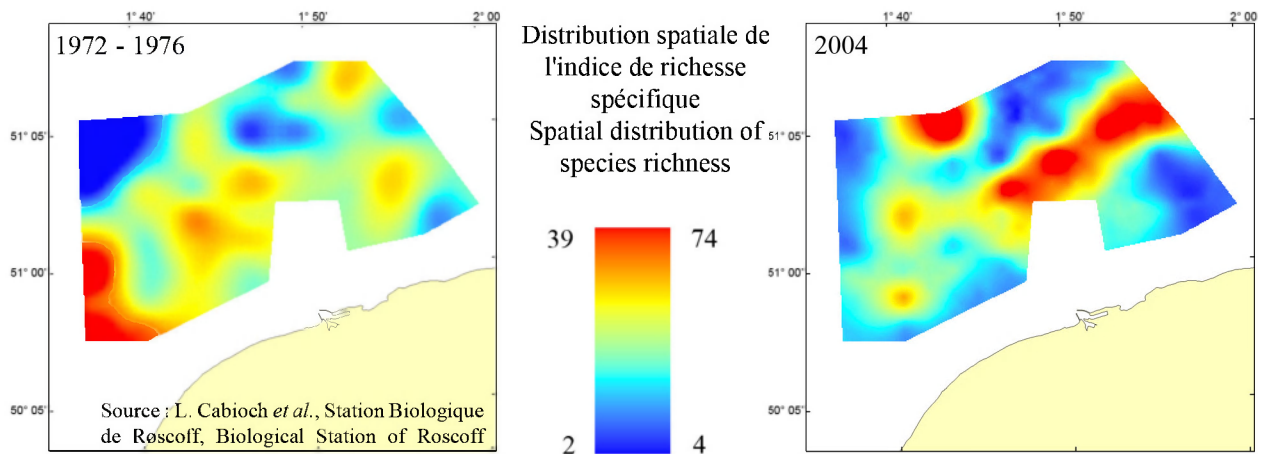 1° 40'
1° 50'
2° 00'
1972 - 1976
51° 05'
51° 00'
50° 05'
Source : L. Cabioch et al., Station Biologique
de Roscoff, Biological Station of Roscoff
Distribution spatiale de
l'indice de richesse
spécifique
Spatial distribution of
species richness
39
74
2
4
1° 40'
1° 50'
2° 00'
2004
51° 05'
51° 00'
50° 05'